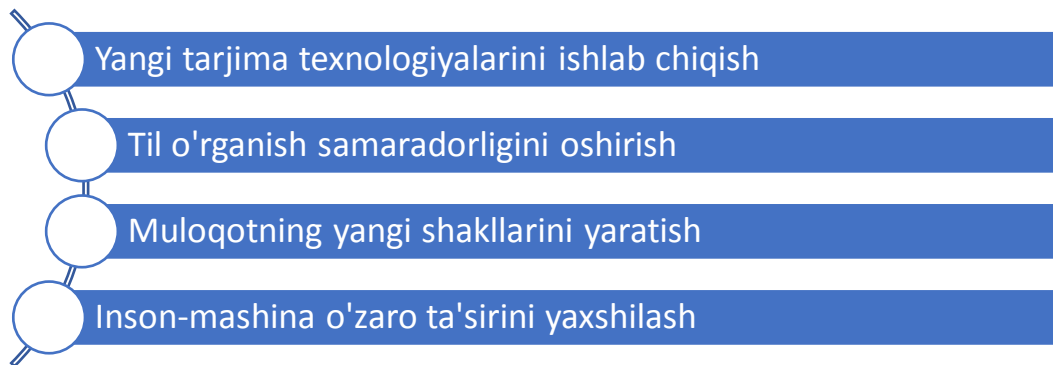 Yangi tarjima texnologiyalarini ishlab chiqish
Til o'rganish samaradorligini oshirish
Muloqotning yangi shakllarini yaratish
Inson-mashina o'zaro ta'sirini yaxshilash